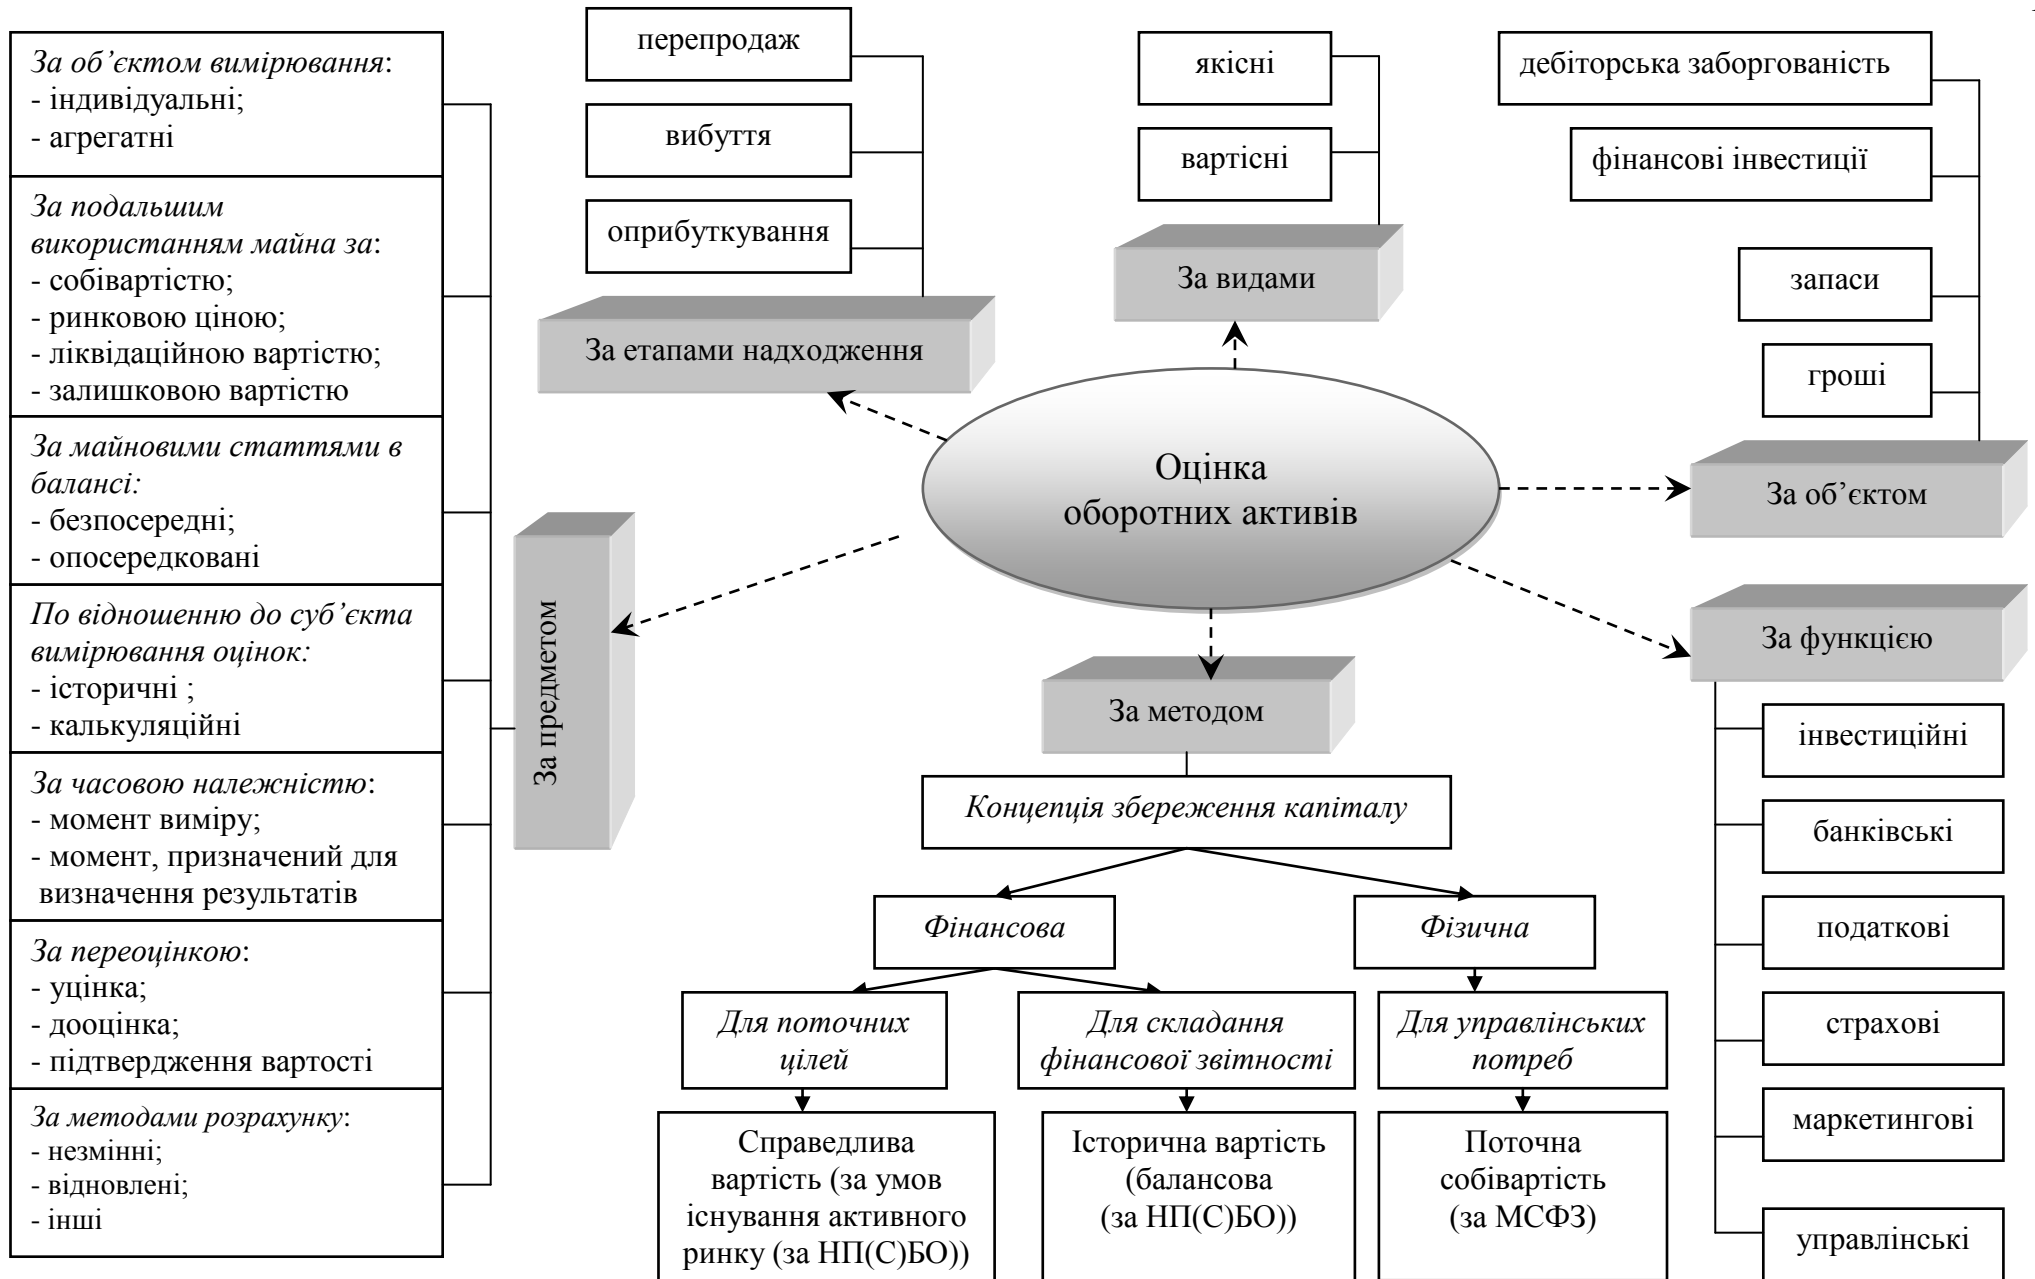 За об’єктом вимірювання:
- індивідуальні;
- агрегатні
За подальшим
використанням майна за:
- собівартістю;
- ринковою ціною;
- ліквідаційною вартістю;
- залишковою вартістю
За майновими статтями в
балансі:
- безпосередні;
- опосередковані
По відношенню до суб’єкта
вимірювання оцінок:
- історичні ;
- калькуляційні
За часовою належністю:
- момент виміру;
- момент, призначений для
визначення результатів
За переоцінкою:
- уцінка;
- дооцінка;
- підтвердження вартості
За методами розрахунку:
- незмінні;
- відновлені;
- інші
За предметом
перепродаж
вибуття
оприбуткування
За етапами надходження
якісні
вартісні
За видами
дебіторська заборгованість
фінансові інвестиції
запаси
гроші
За об’єктом
Оцінка
оборотних активів
За функцією
інвестиційні
банківські
податкові
страхові
маркетингові
управлінські
За методом
Концепція збереження капіталу
Фінансова
Фізична
Для поточних
цілей
Для складання
фінансової звітності
Для управлінських
потреб
Справедлива
вартість (за умов
існування активного
ринку (за НП(С)БО))
Історична вартість
(балансова
(за НП(С)БО))
Поточна
собівартість
(за МСФЗ)